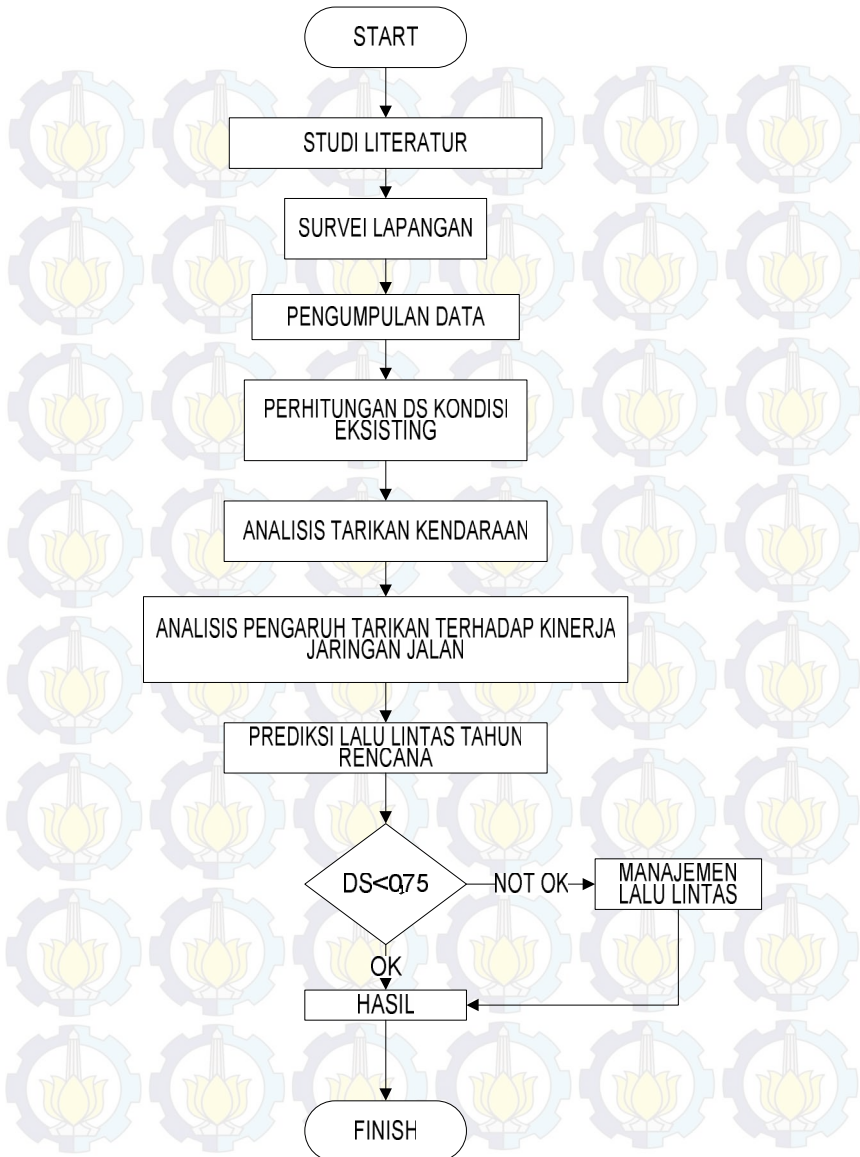 START
STUDI LITERATUR
SURVEI LAPANGAN
PENGUMPULAN DATA
PERHITUNGAN DS KONDISI
EKSISTING
ANALISIS TARIKAN KENDARAAN
ANALISIS PENGARUH TARIKAN TERHADAP KINERJA
JARINGAN JALAN
PREDIKSI LALU LINTAS TAHUN
RENCANA
DS<0,75
NOT OK
MANAJEMEN
LALU LINTAS
OK
HASIL
FINISH